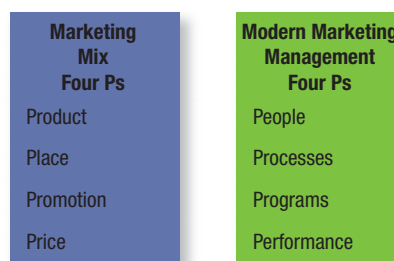 Marketing
Mix
Four Ps
Product
Place
Promotion
Price
Modern Marketing
Management
Four Ps
People
Processes
Programs
Performance